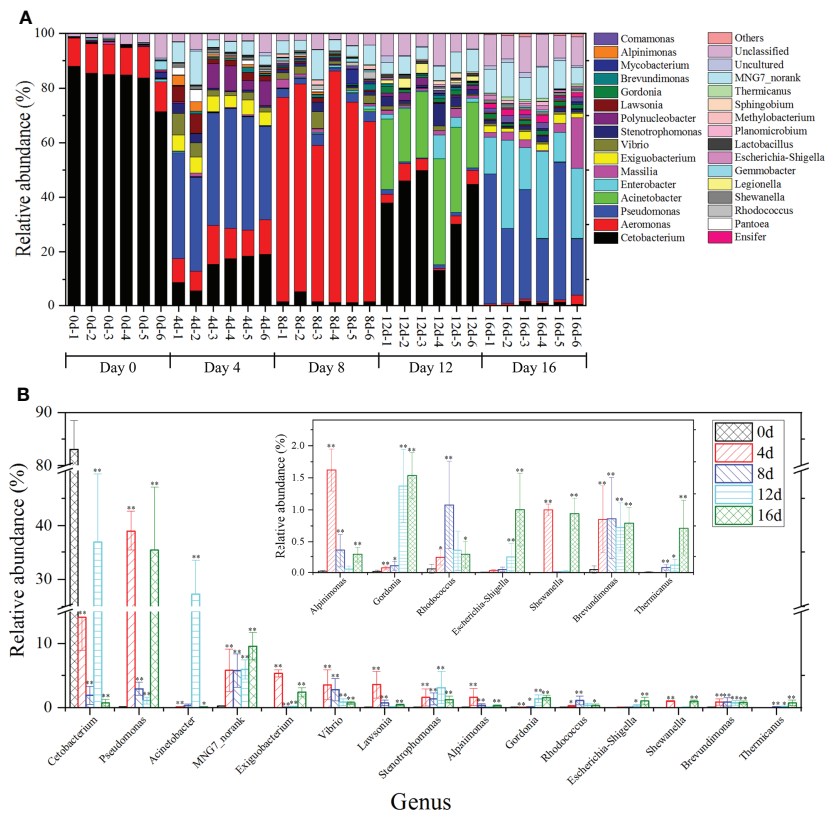 A
Relative abundance (%)
100
80
60
40
20
0
0d-1 0d-2 0d-3 0d-4 0d-5 0d-6 4d-1 4d-2 4d-3 4d-4 4d-5 4d-6 8d-1 8d-2 8d-3 8d-4 8d-5 8d-6 12d-1 12d-2 12d-3 12d-4 12d-5 12d-6 16d-1 16d-2 16d-3 16d-4 16d-5 16d-6
Day 0 Day 4 Day 8 Day 12 Day 16
Comamonas
Alpinimonas
Mycobacterium
Brevundimonas
Gordonia
Lawsonia
Polynucleobacter
Stenotrophomonas
Vibrio
Exiguobacterium
Massilia
Enterobacter
Acinetobacter
Pseudomonas
Aeromonas
Cetobacterium
Others
Unclassified
Uncultured
MNG7_norank
Thermicanus
Sphingobium
Methylobacterium
Planomicrobium
Lactobacillus
Escherichia-Shigella
Gemmobacter
Legionella
Shewanella
Rhodococcus
Pantoea
Ensifer
B
Relative abundance (%)
90
80
40
30
10
0
Relative abundance (%)
2.0
1.5
1.0
0.5
0.0
** ** ** * * ** ** * ** * ** ** ** ** ** ** ** ** ** ** * **
Alpinimonas Gordonia Rhodococcus Escherichia-Shigella Shewanella Brevundimonas Thermicanus
0d
4d
8d
12d
16d
Cetobacterium Pseudomonas Acinetobacter MNG7_norank Exiguobacterium Vibrio Lawsonia Stenotrophomonas Alpinimonas Gordonia Rhodococcus Escherichia-Shigella Shewanella Brevundimonas Thermicanus
Genus